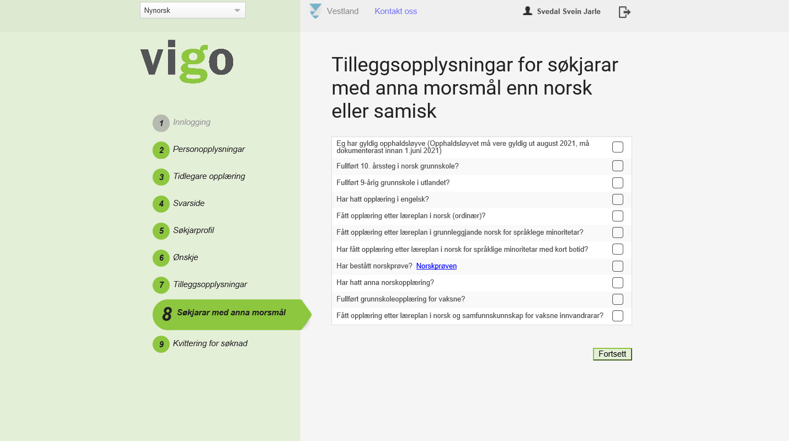 Nynorsk
Vestland
Kontakt oss
Svedal Svein Jarle
vigo
1 Innlogging
2 Personopplysningar
3 Tidlegare opplæring
4 Svarside
5 Søkjarprofil
6 Ønskje
7 Tilleggsopplysningar
8 Søkjarar med anna morsmål
9 Kvittering for søknad
Tilleggsopplysningar for søkjarar
med anna morsmål enn norsk
eller samisk
Eg har gyldig opphaldsløyve (Opphaldsløyvet må vere gyldig ut august 2021, må
dokumenterast innan 1.juni 2021)
Fullført 10. årssteg i norsk grunnskole?
Fullført 9-årig grunnskole i utlandet?
Har hatt opplæring i engelsk?
Fått opplæring etter læreplan i norsk (ordinær)?
Fått opplæring etter læreplan i grunnleggjande norsk for språklege minoritetar?
Har fått opplæring etter læreplan i norsk for språklige minoritetar med kort botid?
Har bestått norskprøve? Norskprøven
Har hatt anna norskopplæring?
Fullført grunnskoleopplæring for vaksne?
Fått opplæring etter læreplan i norsk og samfunnskunnskap for vaksne innvandrarar?
Fortsett